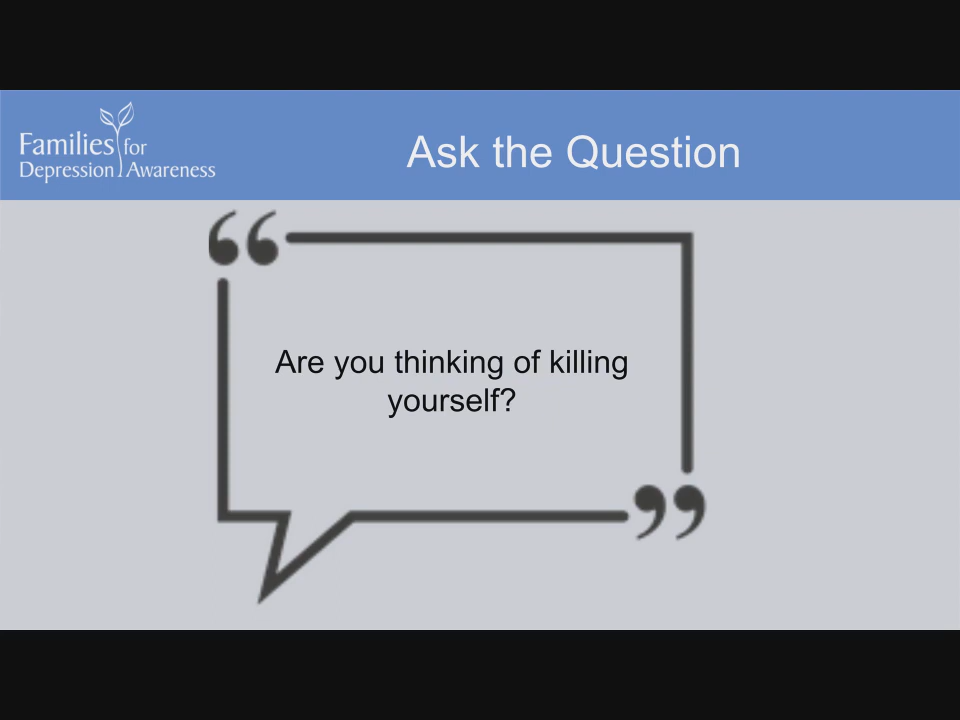 Families for
Depression Awareness
Ask the Question
“
Are you thinking of killing
yourself?
”